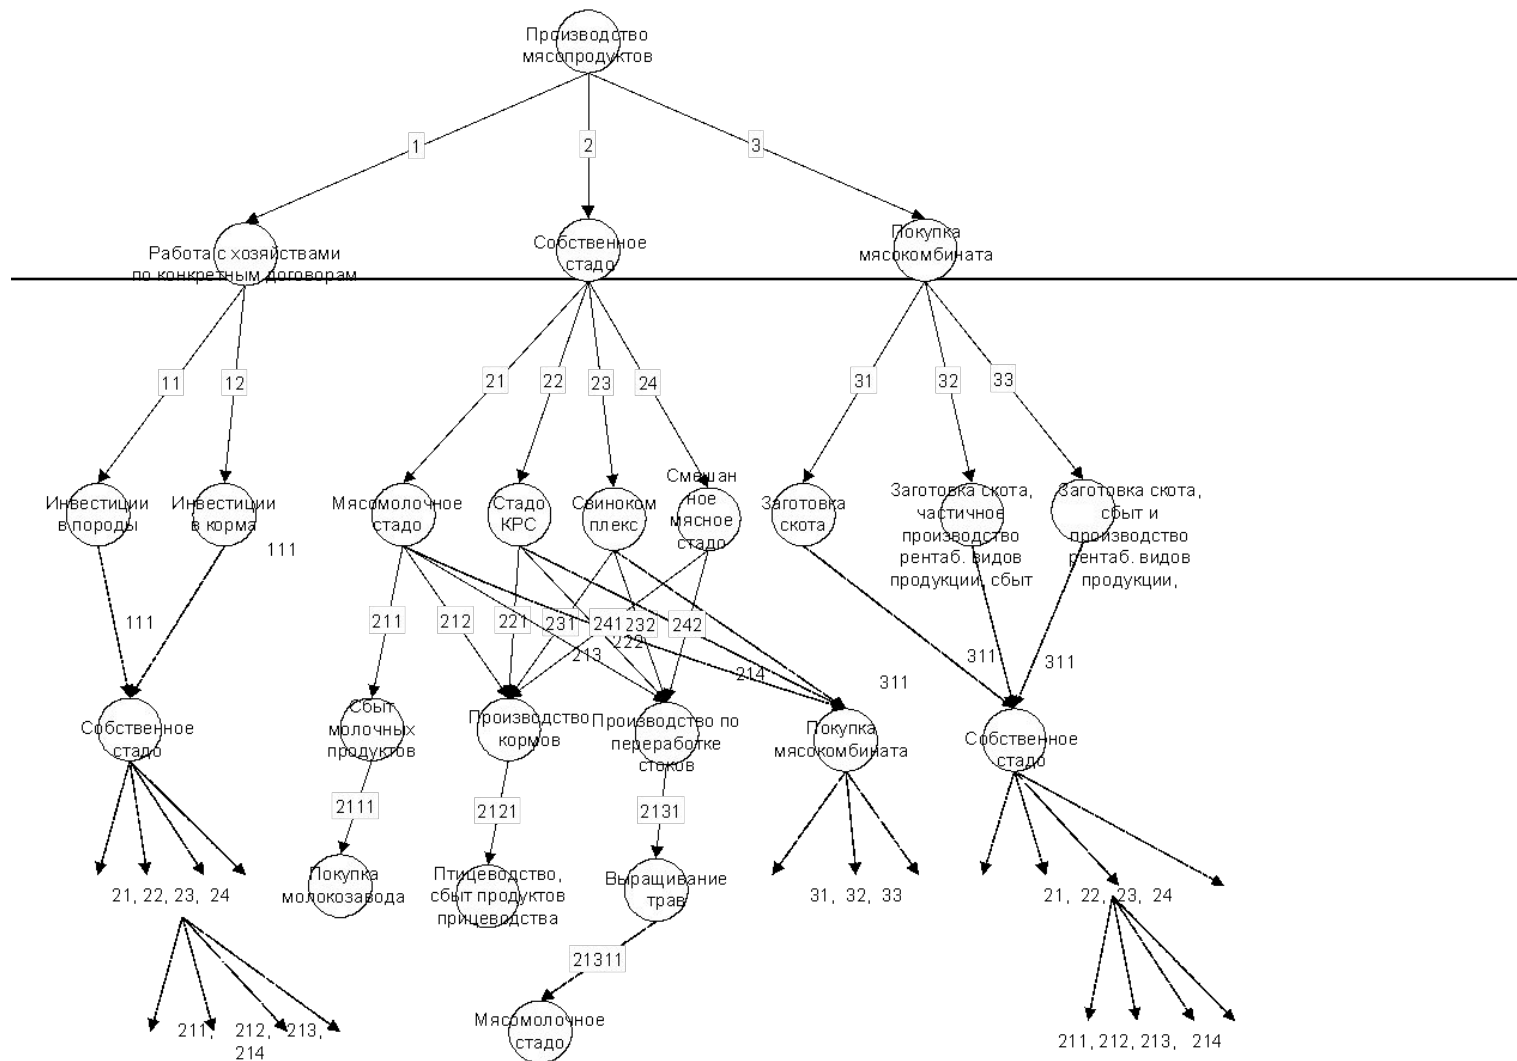 Производство
мясопродуктов
1
2
3
Работа с хозяйствами
по конкретным договорам
Собственное
стадо
Покупка
мясокомбината
11
12
21
22
23
24
31
32
33
Инвестиции
в породы
Инвестиции
в корма
Мясомолочное
стадо
Стадо
КРС
Свиноком
плекс
Смешан
ное
мясное
стадо
Заготовка
скота
Заготовка скота,
частичное
производство
рентаб. видов
продукции, сбыт
Заготовка скота,
сбыт и
производство
рентаб. видов
продукции,
111
111
211
212
221
231
241
232
242
222
213
214
311
311
311
Собственное
стадо
Сбыт
молочных
продуктов
Производство
кормов
Производство по
переработке
стоков
Покупка
мясокомбината
Собственное
стадо
2111
2121
2131
21, 22, 23, 24
Покупка
молокозавода
Птицеводство,
сбыт продуктов
прицеводства
Выращивание
трав
31, 32, 33
21, 22, 23, 24
21311
211, 212, 213,
214
Мясомолочное
стадо
211, 212, 213, 214